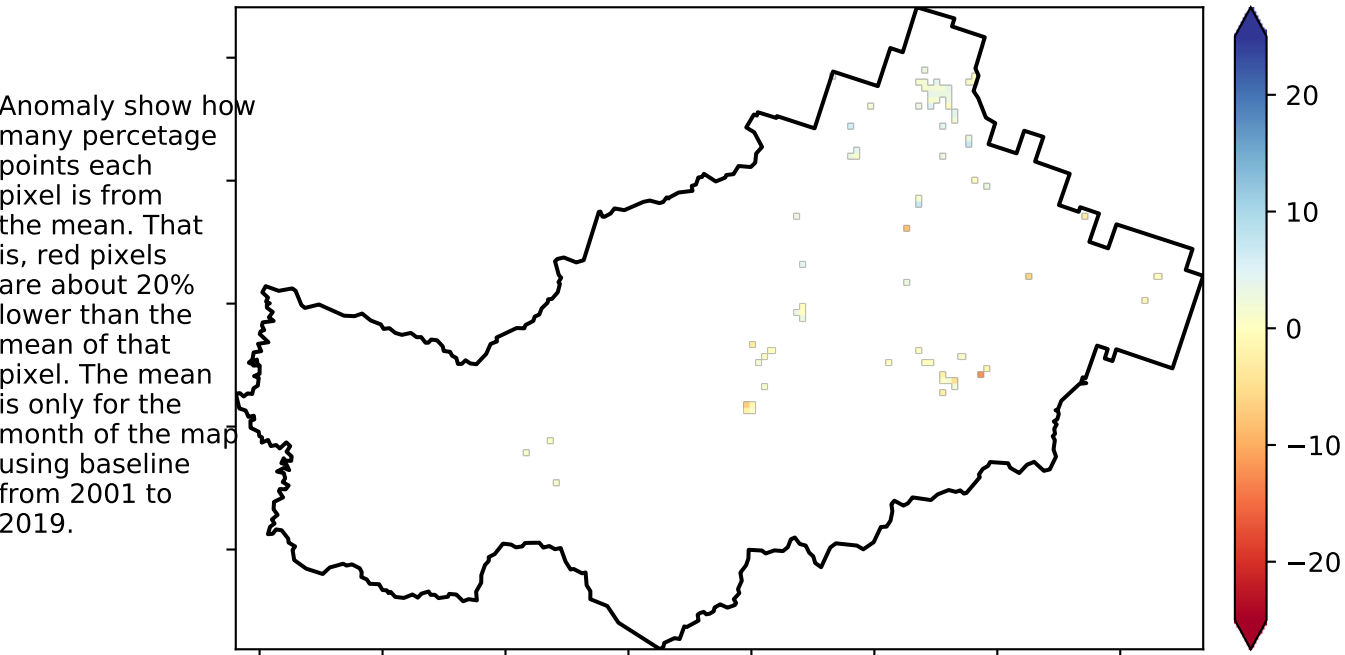 Anomaly show how
many percetage
points each
pixel is from
the mean. That
is, red pixels
are about 20%
lower than the
mean of that
pixel. The mean
is only for the
month of the map
using baseline
from 2001 to
2019.
20
10
0
−10
−20